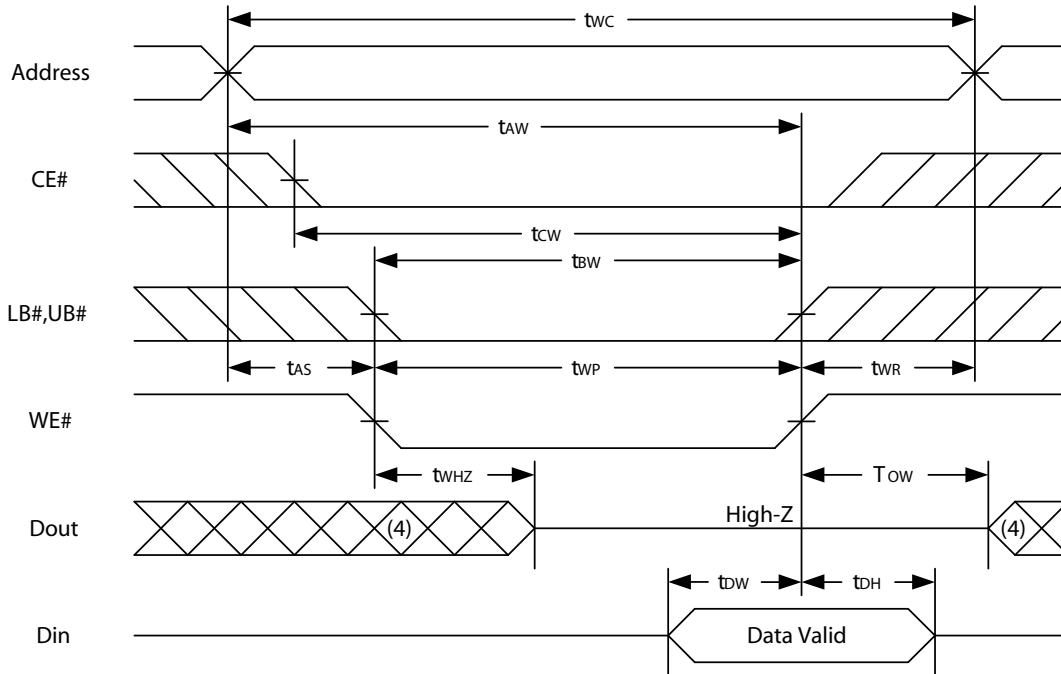 tWC
Address
tAW
CE#
tCW
tBW
LB#,UB#
tAS
tWP
tWR
WE#
tWHZ
TOW
Dout
(4)
High-Z
(4)
tDW
tDH
Din
Data Valid